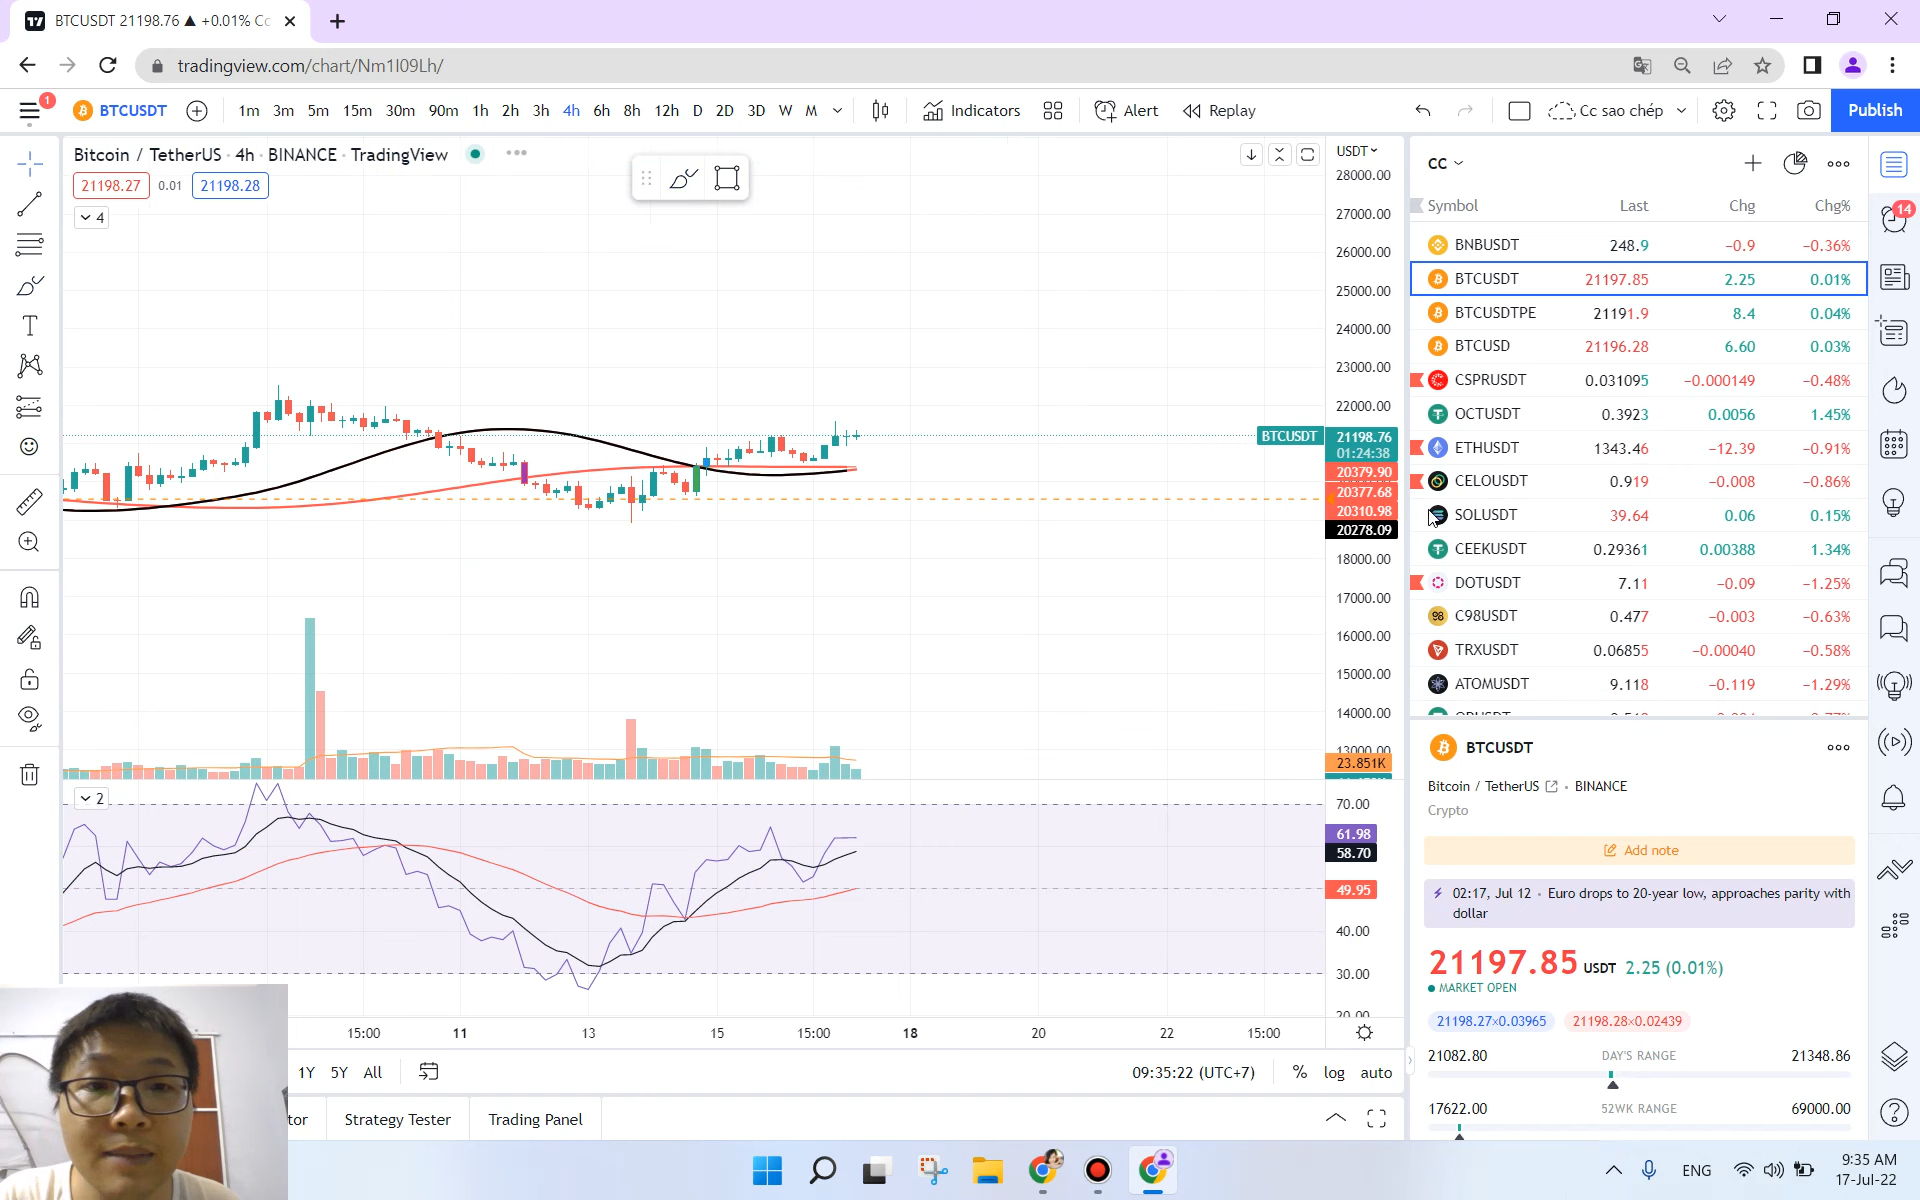 BTCUSDT 21198.76 ▲ +0.01% Cc
tradingview.com/chart/Nm1I09Lh/
1
BTCUSDT
1m 3m 5m 15m 30m 90m 1h 2h 3h 4h 6h 8h 12h D 2D 3D W M
Indicators
Alert
Replay
Cc sao chép
Publish
Bitcoin / TetherUS · 4h · BINANCE · TradingView
21198.27 0.01 21198.28
4
USDT
28000.00
27000.00
26000.00
25000.00
24000.00
23000.00
22000.00
BTCUSDT 21198.76
01:24:38
20379.90
20377.68
20310.98
20278.09
18000.00
17000.00
16000.00
15000.00
14000.00
13000.00
23.851K
2
70.00
61.98
58.70
49.95
40.00
30.00
20.00
15:00 11 13 15 15:00 18 20 22 15:00
1Y 5Y All
09:35:22 (UTC+7) % log auto
tor Strategy Tester Trading Panel
CC
Symbol Last Chg Chg%
BNBUSDT 248.9 −0.9 −0.36%
BTCUSDT 21197.85 2.25 0.01%
BTCUSDTPE 21191.9 8.4 0.04%
BTCUSD 21196.28 6.60 0.03%
CSPRUSDT 0.031095 −0.000149 −0.48%
OCTUSDT 0.3923 0.0056 1.45%
ETHUSDT 1343.46 −12.39 −0.91%
CELOUSDT 0.919 −0.008 −0.86%
SOLUSDT 39.64 0.06 0.15%
CEEKUSDT 0.29361 0.00388 1.34%
DOTUSDT 7.11 −0.09 −1.25%
C98USDT 0.477 −0.003 −0.63%
TRXUSDT 0.06855 −0.00040 −0.58%
ATOMUSDT 9.118 −0.119 −1.29%
14
BTCUSDT
Bitcoin / TetherUS · BINANCE
Crypto
Add note
02:17, Jul 12 · Euro drops to 20-year low, approaches parity with
dollar
21197.85 USDT 2.25 (0.01%)
MARKET OPEN
21198.27×0.03965 21198.28×0.02439
21082.80 DAY'S RANGE 21348.86
17622.00 52WK RANGE 69000.00
ENG
9:35 AM
17-Jul-22